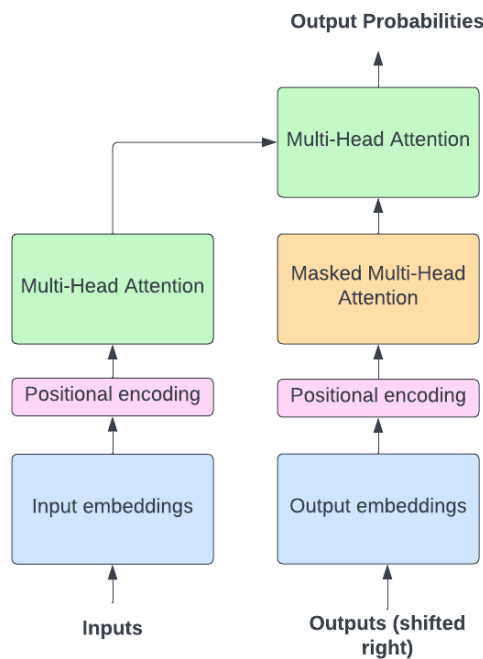 Output Probabilities
Multi-Head Attention
Multi-Head Attention
Masked Multi-Head
Attention
Positional encoding
Positional encoding
Input embeddings
Output embeddings
Inputs
Outputs (shifted
right)